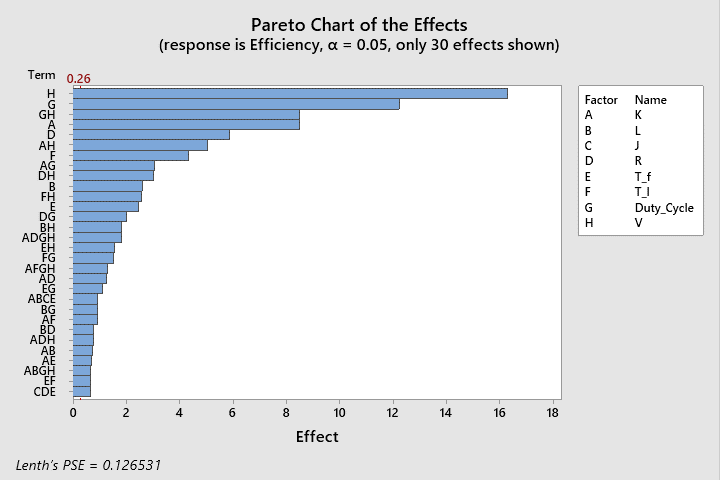 Pareto Chart of the Effects
(response is Efficiency, α = 0.05, only 30 effects shown)
Term
0.26
H
G
GH
A
D
AH
F
AG
DH
B
FH
E
DG
BH
ADGH
EH
FG
AFGH
AD
EG
ABCE
BG
AF
BD
ADH
AB
AE
ABGH
EF
CDE
0 2 4 6 8 10 12 14 16 18
Effect
Factor Name
A K
B L
C J
D R
E T_f
F T_l
G Duty_Cycle
H V
Lenth's PSE = 0.126531